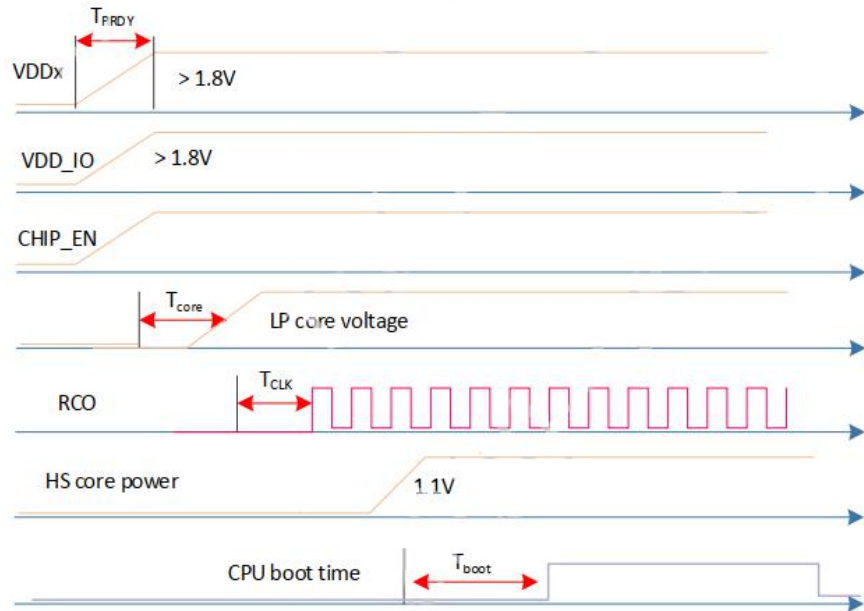 TPRDY
VDDx
> 1.8V
VDD_IO
> 1.8V
CHIP_EN
Tcore
LP core voltage
TCLK
RCO
HS core power
1.1V
CPU boot time
Tboot